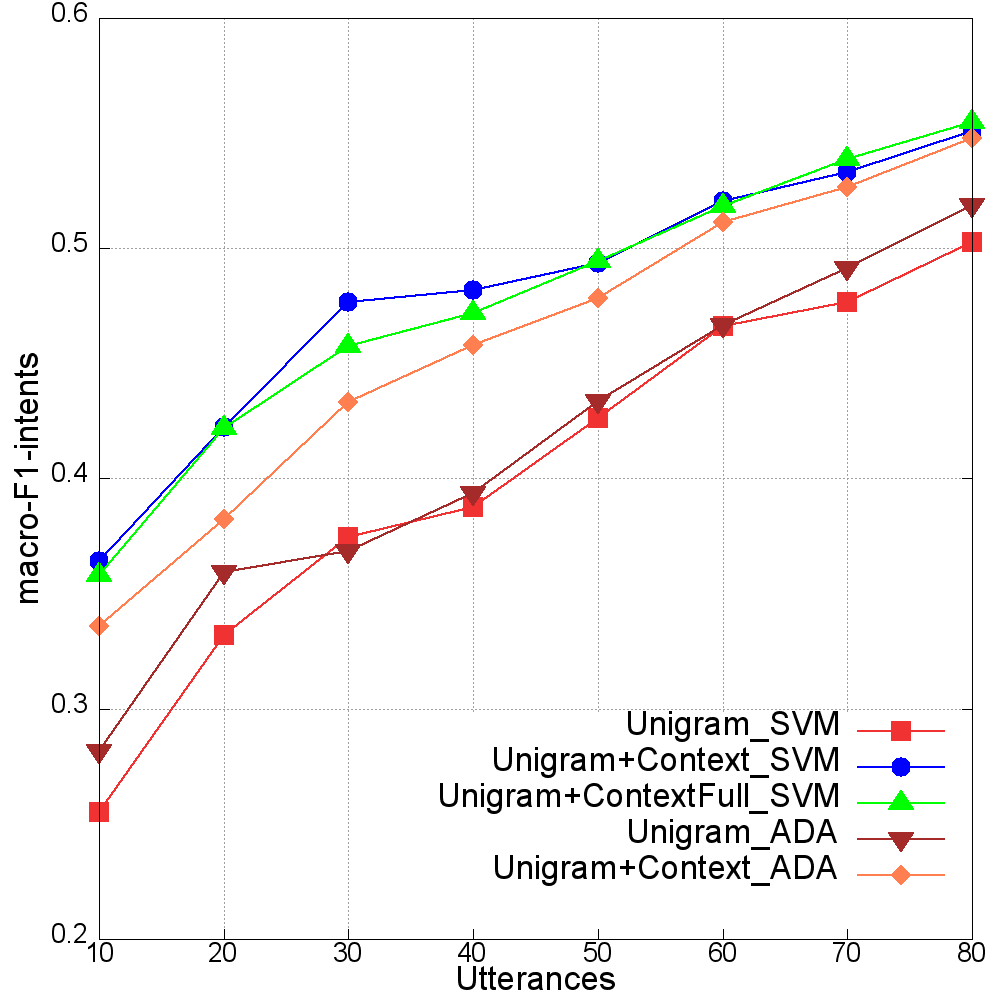 0.6
0.5
0.4
0.3
0.2
macro-F1-intents
Unigram_SVM
Unigram+Context_SVM
Unigram+ContextFull_SVM
Unigram_ADA
Unigram+Context_ADA
10 20 30 40 50 60 70 80
Utterances